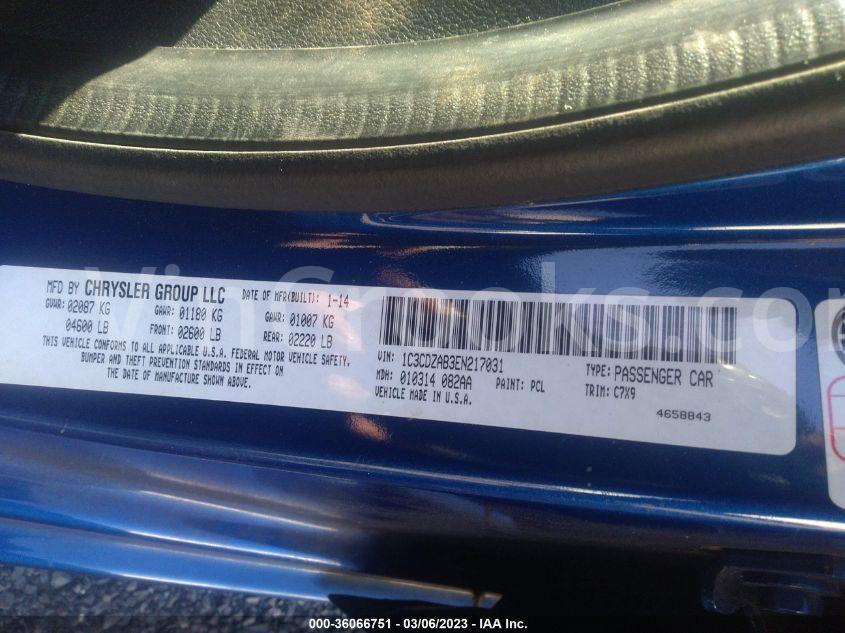 MFD BY CHRYSLER GROUP LLC DATE OF MFR(BUILT): 1-14
GVWR: 02087 KG GAWR: 01180 KG GAWR: 01007 KG
04600 LB FRONT: 02600 LB REAR: 02220 LB
THIS VEHICLE CONFORMS TO ALL APPLICABLE U.S.A. FEDERAL MOTOR VEHICLE SAFETY,
BUMPER AND THEFT PREVENTION STANDARDS IN EFFECT ON
THE DATE OF MANUFACTURE SHOWN ABOVE.
VIN: 1C3CDZAB3EN217031 TYPE: PASSENGER CAR
MDH: 010314 082AA PAINT: PCL TRIM: C7X9
VEHICLE MADE IN U.S.A. 4658843
VinCrooks.com
000-36066751 - 03/06/2023 - IAA Inc.